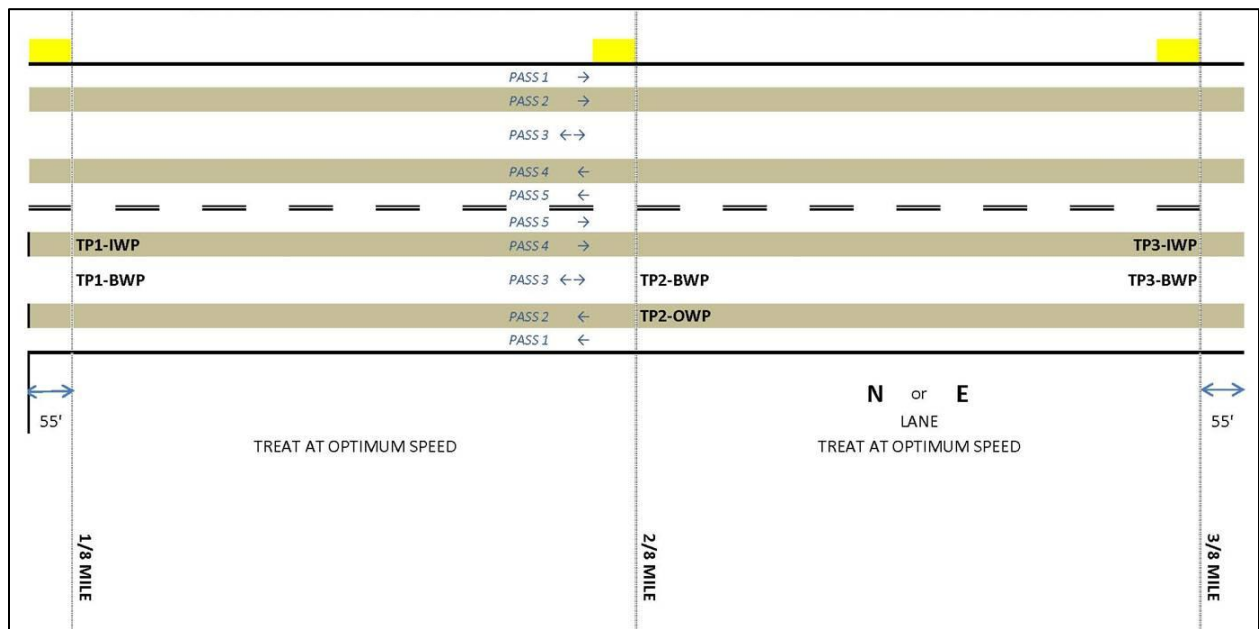 PASS 1 →
PASS 2 →
PASS 3 ←→
PASS 4 ←
PASS 5 ←
PASS 5 →
TP1-IWP PASS 4 → TP3-IWP
TP1-BWP PASS 3 ←→ TP2-BWP TP3-BWP
PASS 2 ← TP2-OWP
PASS 1 ←
N or E
55' LANE 55'
TREAT AT OPTIMUM SPEED TREAT AT OPTIMUM SPEED
1/8 MILE
2/8 MILE
3/8 MILE